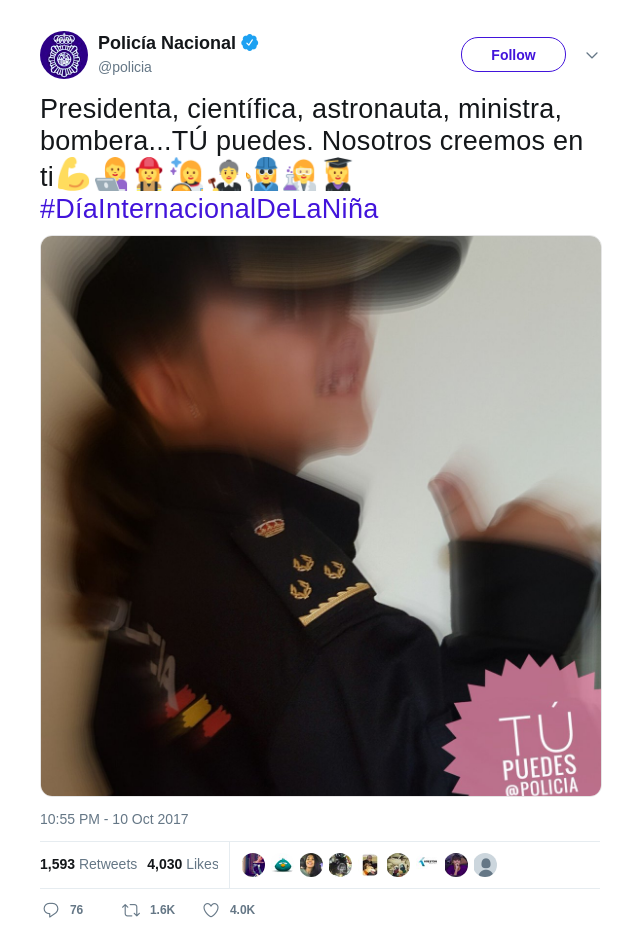 Policía Nacional
@policia
Follow
Presidenta, científica, astronauta, ministra,
bombera...TÚ puedes. Nosotros creemos en
ti
#DíaInternacionalDeLaNiña
TÚ
PUEDES
@POLICIA
10:55 PM - 10 Oct 2017
1,593 Retweets 4,030 Likes
76 1.6K 4.0K